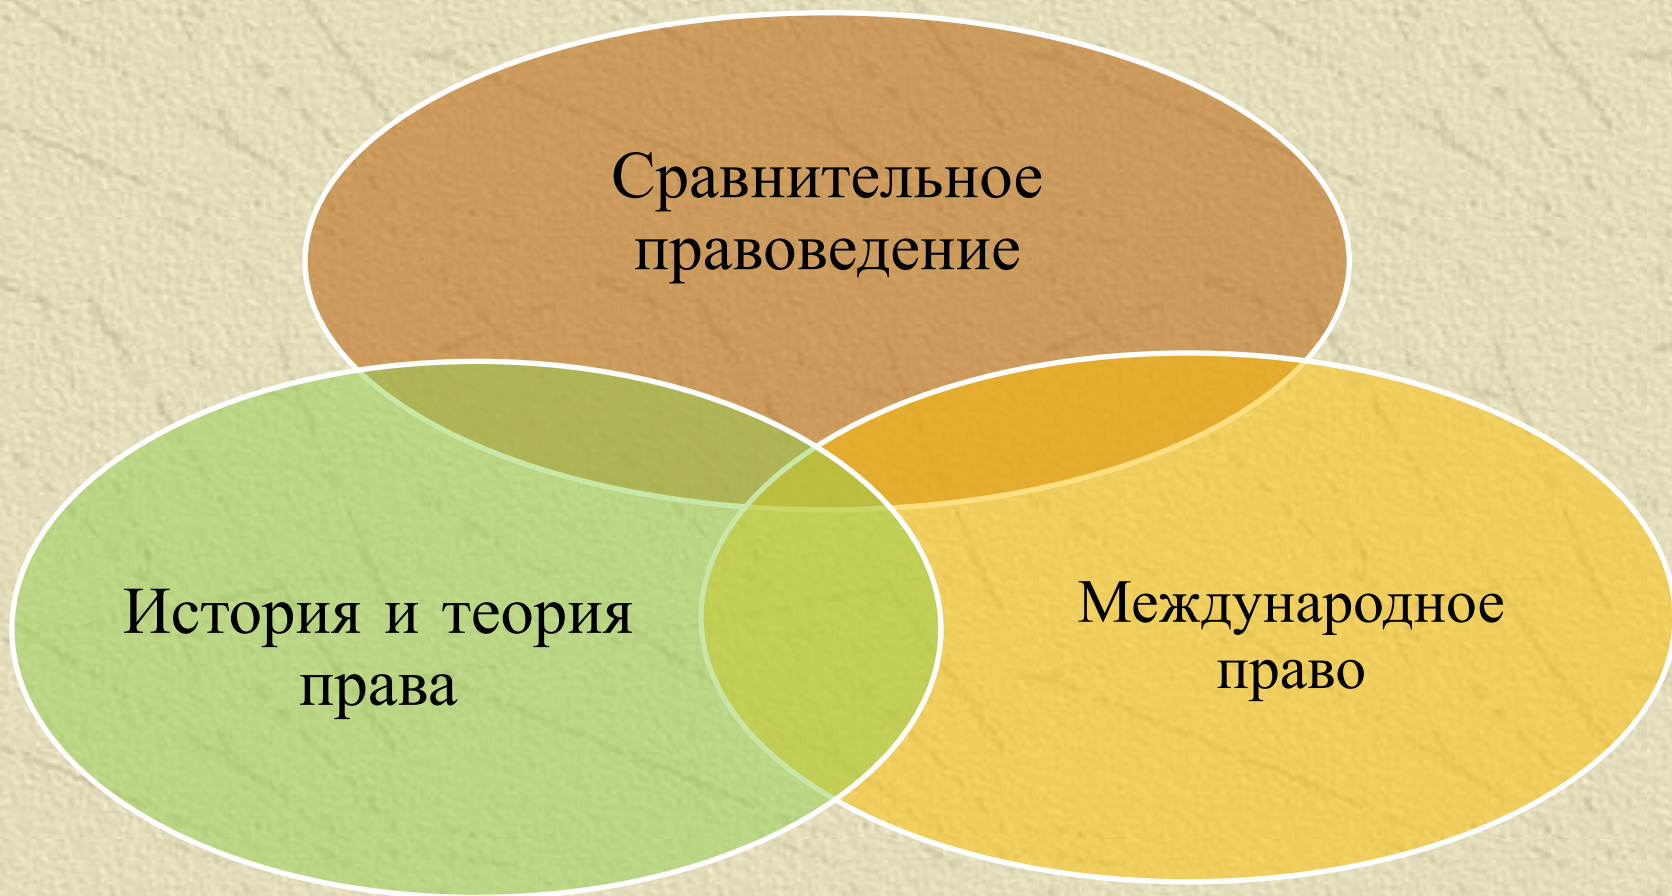 Сравнительное
правоведение
История и теория
права
Международное
право